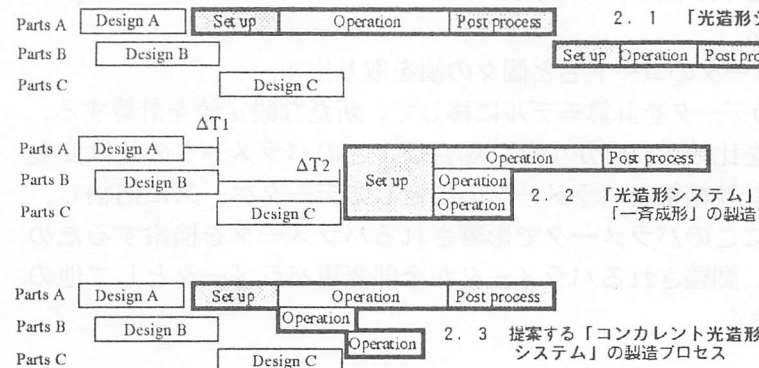 Parts A Design A Set up Operation Post process 2.1 「光造形シ
Parts B Design B Set up Operation Post pro
Parts C Design C
ΔT1
Parts A Design A ΔT2 Operation Post process
Parts B Design B Set up Operation 2.2 「光造形システム」
Parts C Design C Operation 「一斉成形」の製造
Parts A Design A Set up Operation Post process
Parts B Design B Operation 2.3 提案する「コンカレント光造形
Parts C Design C Operation システム」の製造プロセス